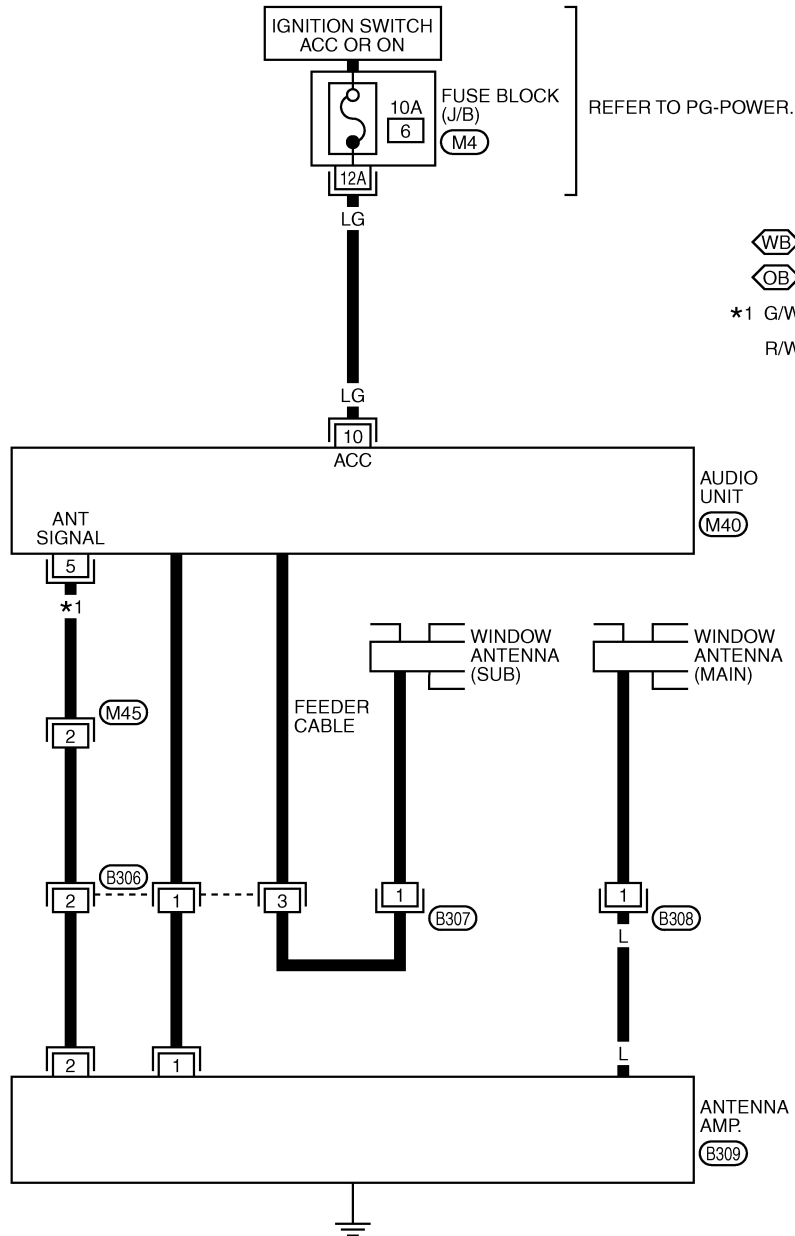 IGNITION SWITCH
ACC OR ON
10A
6
FUSE BLOCK
(J/B)
M4
REFER TO PG-POWER.
12A
LG
WB
OB
*1 G/W
R/W
LG
10
ACC
AUDIO
UNIT
M40
ANT
SIGNAL
5
*1
WINDOW
ANTENNA
(SUB)
WINDOW
ANTENNA
(MAIN)
FEEDER
CABLE
M45
2
B306
2
1
3
1
B307
1
B308
L
L
2
1
ANTENNA
AMP.
B309